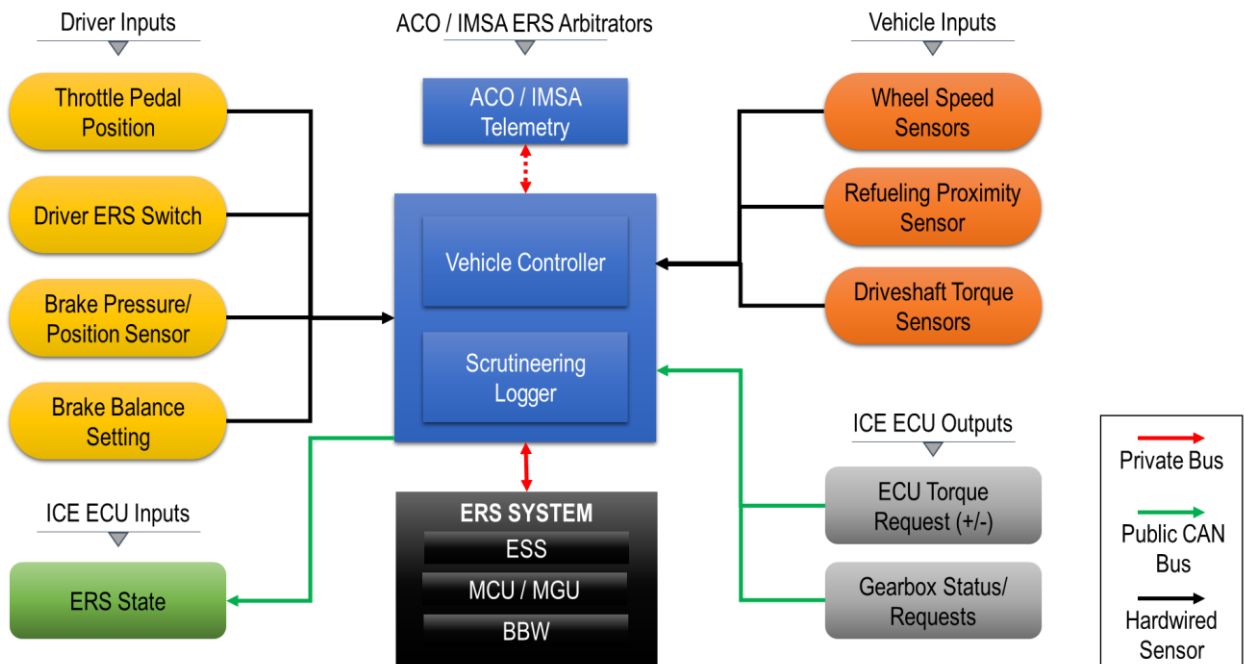 Driver Inputs
Throttle Pedal
Position
Driver ERS Switch
Brake Pressure/
Position Sensor
Brake Balance
Setting
ICE ECU Inputs
ERS State
ACO / IMSA ERS Arbitrators
ACO / IMSA
Telemetry
Vehicle Controller
Scrutineering
Logger
ERS SYSTEM
ESS
MCU / MGU
BBW
Vehicle Inputs
Wheel Speed
Sensors
Refueling Proximity
Sensor
Driveshaft Torque
Sensors
ICE ECU Outputs
ECU Torque
Request (+/-)
Gearbox Status/
Requests
Private Bus
Public CAN
Bus
Hardwired
Sensor